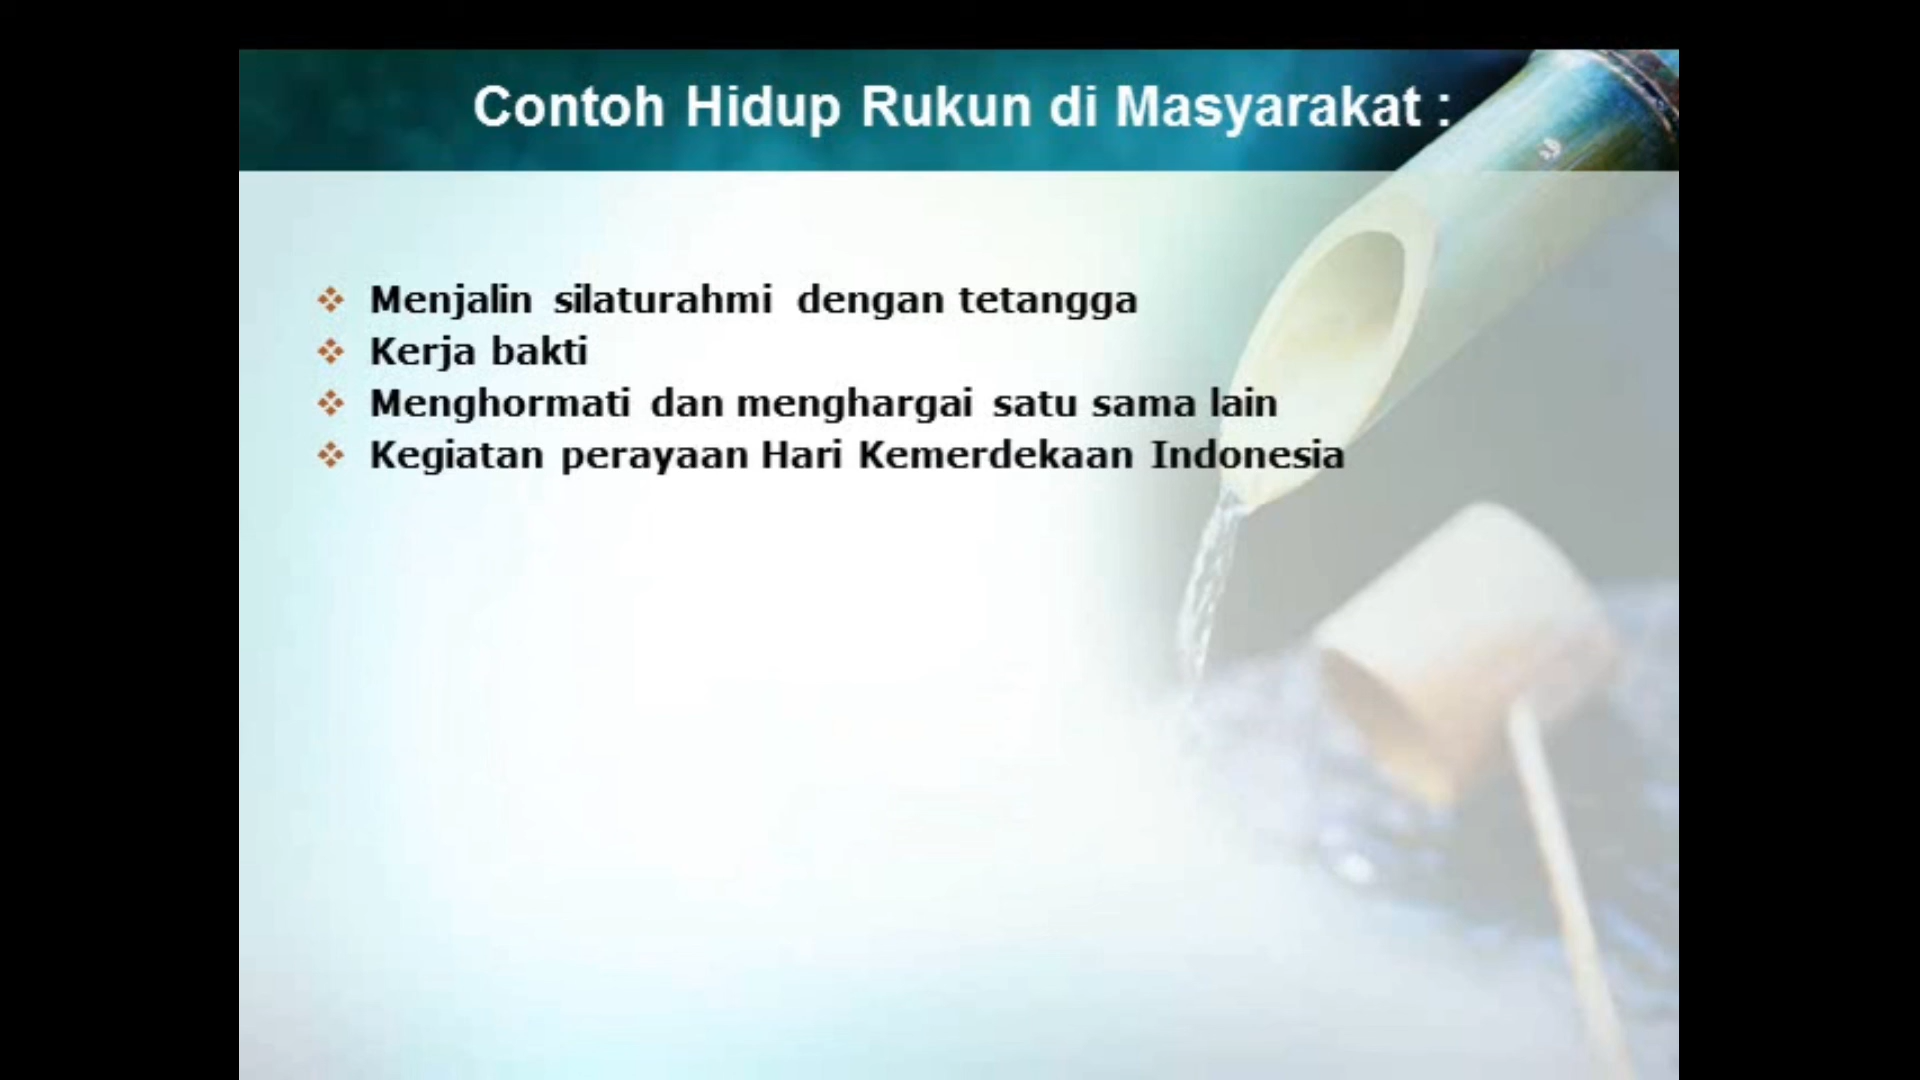 Contoh Hidup Rukun di Masyarakat :
Menjalin silaturahmi dengan tetangga
Kerja bakti
Menghormati dan menghargai satu sama lain
Kegiatan perayaan Hari Kemerdekaan Indonesia